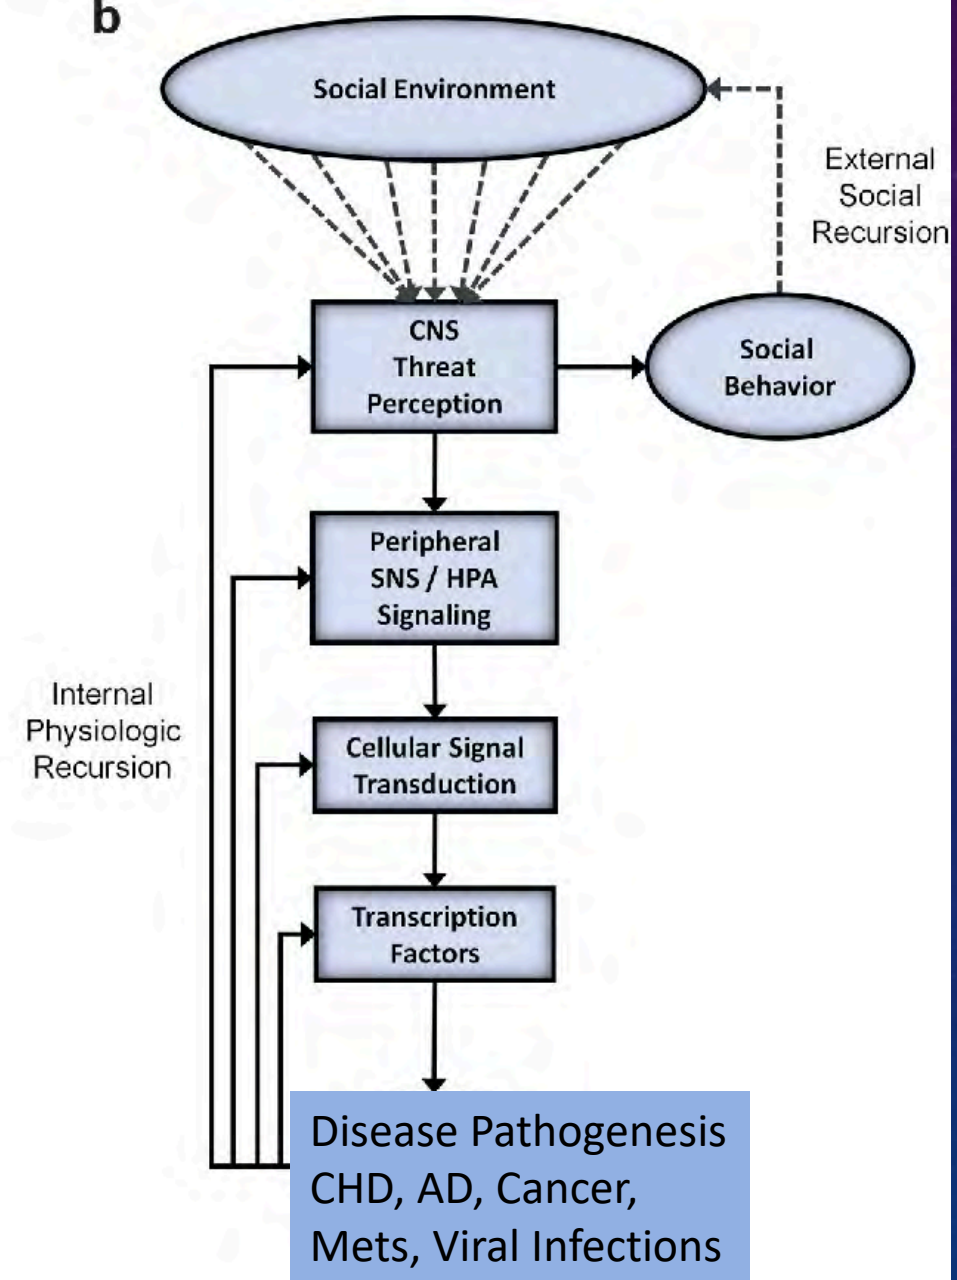 b
Social Environment
External
Social
Recursion
CNS
Threat
Perception
Social
Behavior
Peripheral
SNS / HPA
Signaling
Internal
Physiologic
Recursion
Cellular Signal
Transduction
Transcription
Factors
Disease Pathogenesis
CHD, AD, Cancer,
Mets, Viral Infections